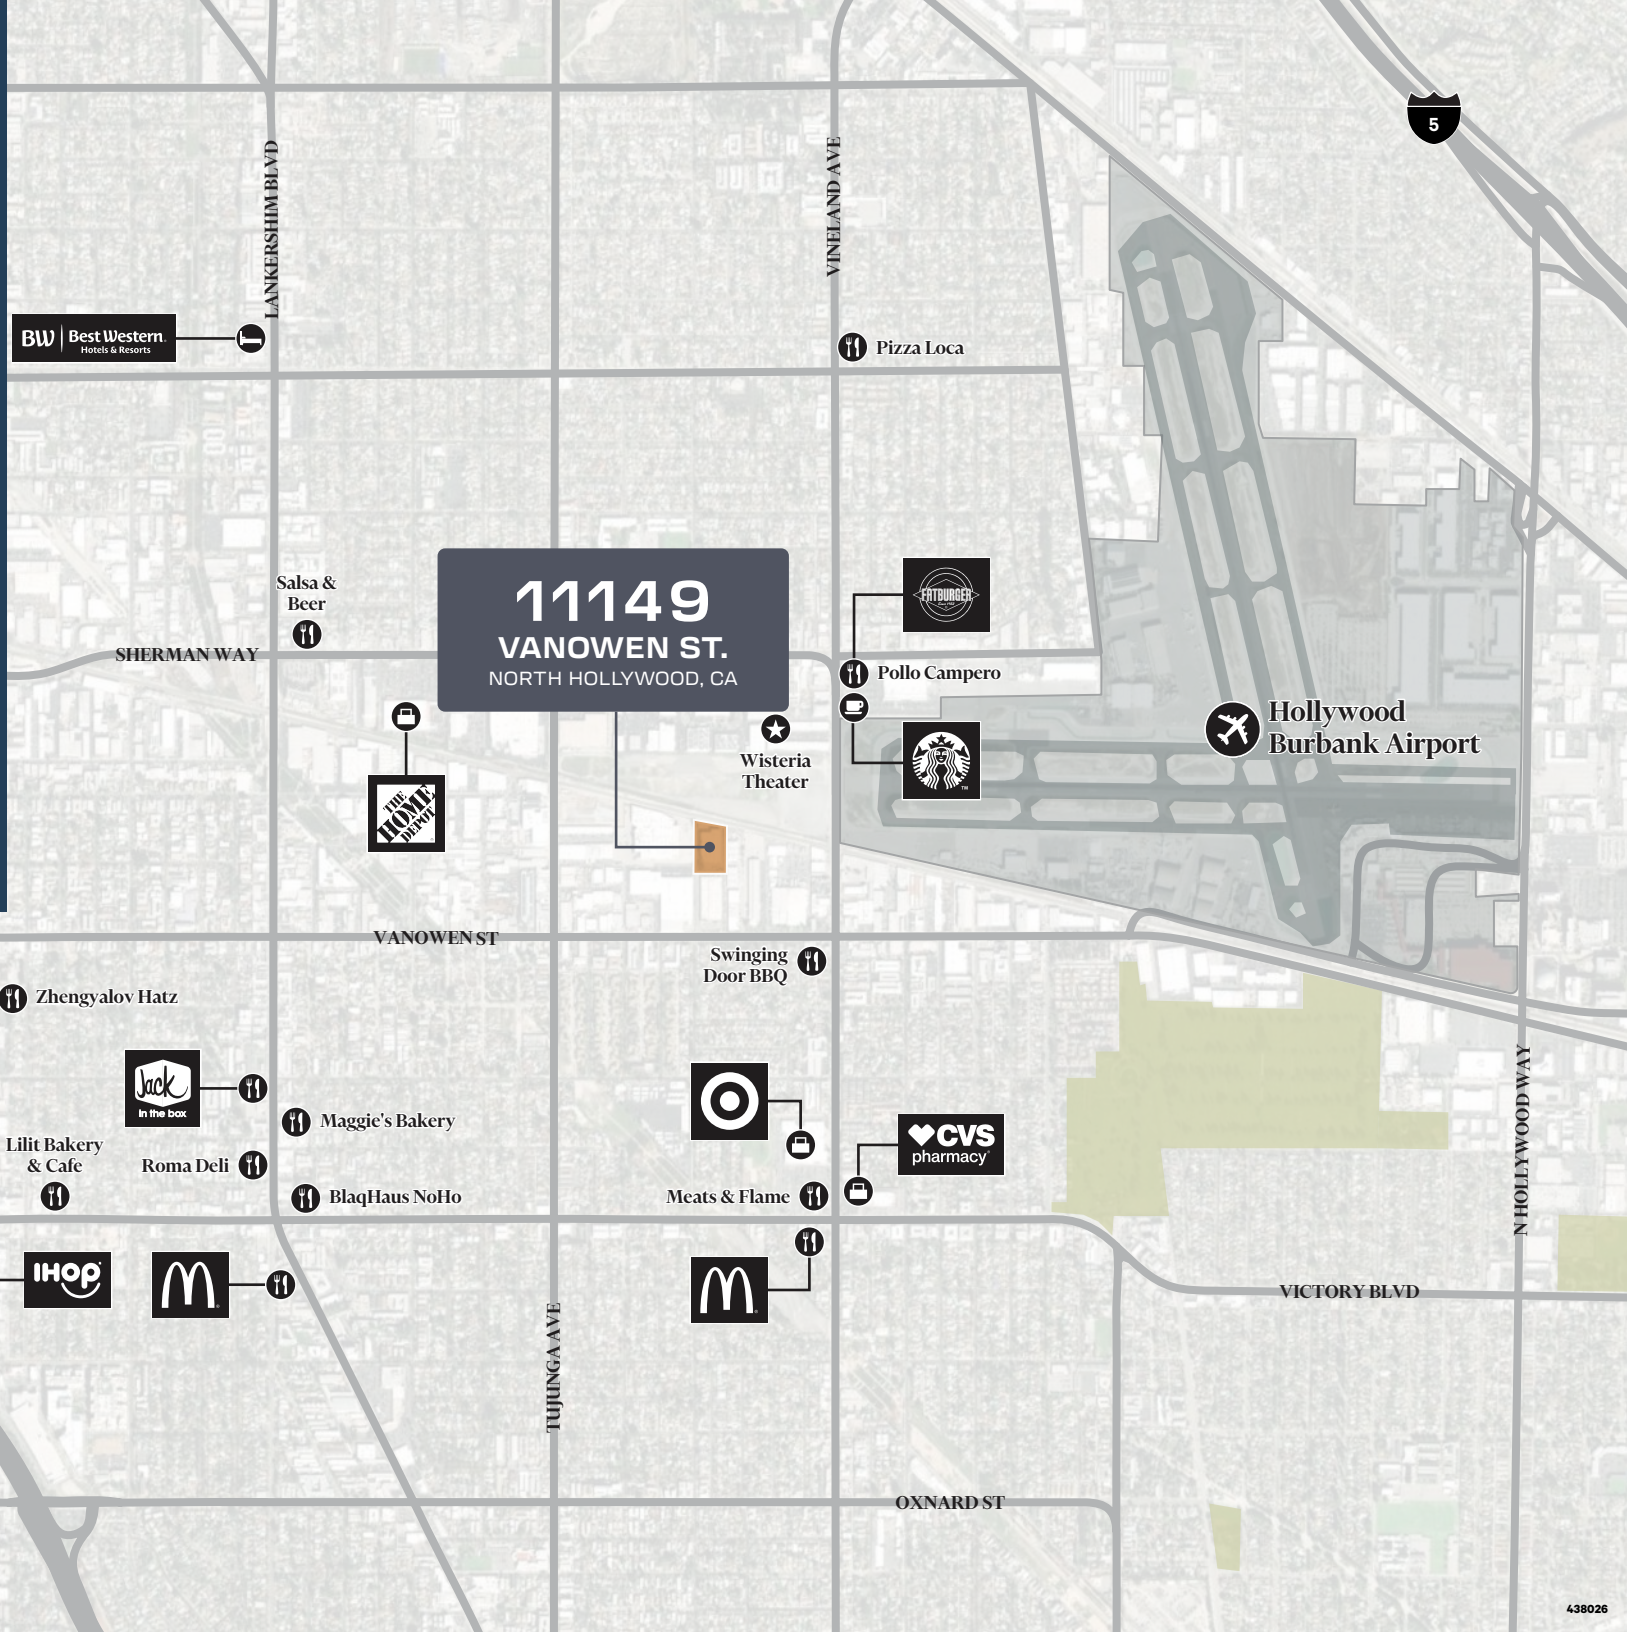 5
LANKERSHIM BLVD
VINELAND AVE
BW Best Western
Hotels & Resorts
Pizza Loca
Salsa &
Beer
SHERMAN WAY
11149
VANOWEN ST.
NORTH HOLLYWOOD, CA
FATBURGER
Pollo Campero
Hollywood
Burbank Airport
Wisteria
Theater
THE
HOME
DEPOT
TM
VANOWEN ST
Swinging
Door BBQ
Zhengyalov Hatz
Jack
in the box
Maggie's Bakery
Lilit Bakery
& Cafe
Roma Deli
BlaqHaus NoHo
CVS
pharmacy
Meats & Flame
N HOLLYWOOD WAY
IHOP
VICTORY BLVD
TUJUNGA AVE
OXNARD ST
438026